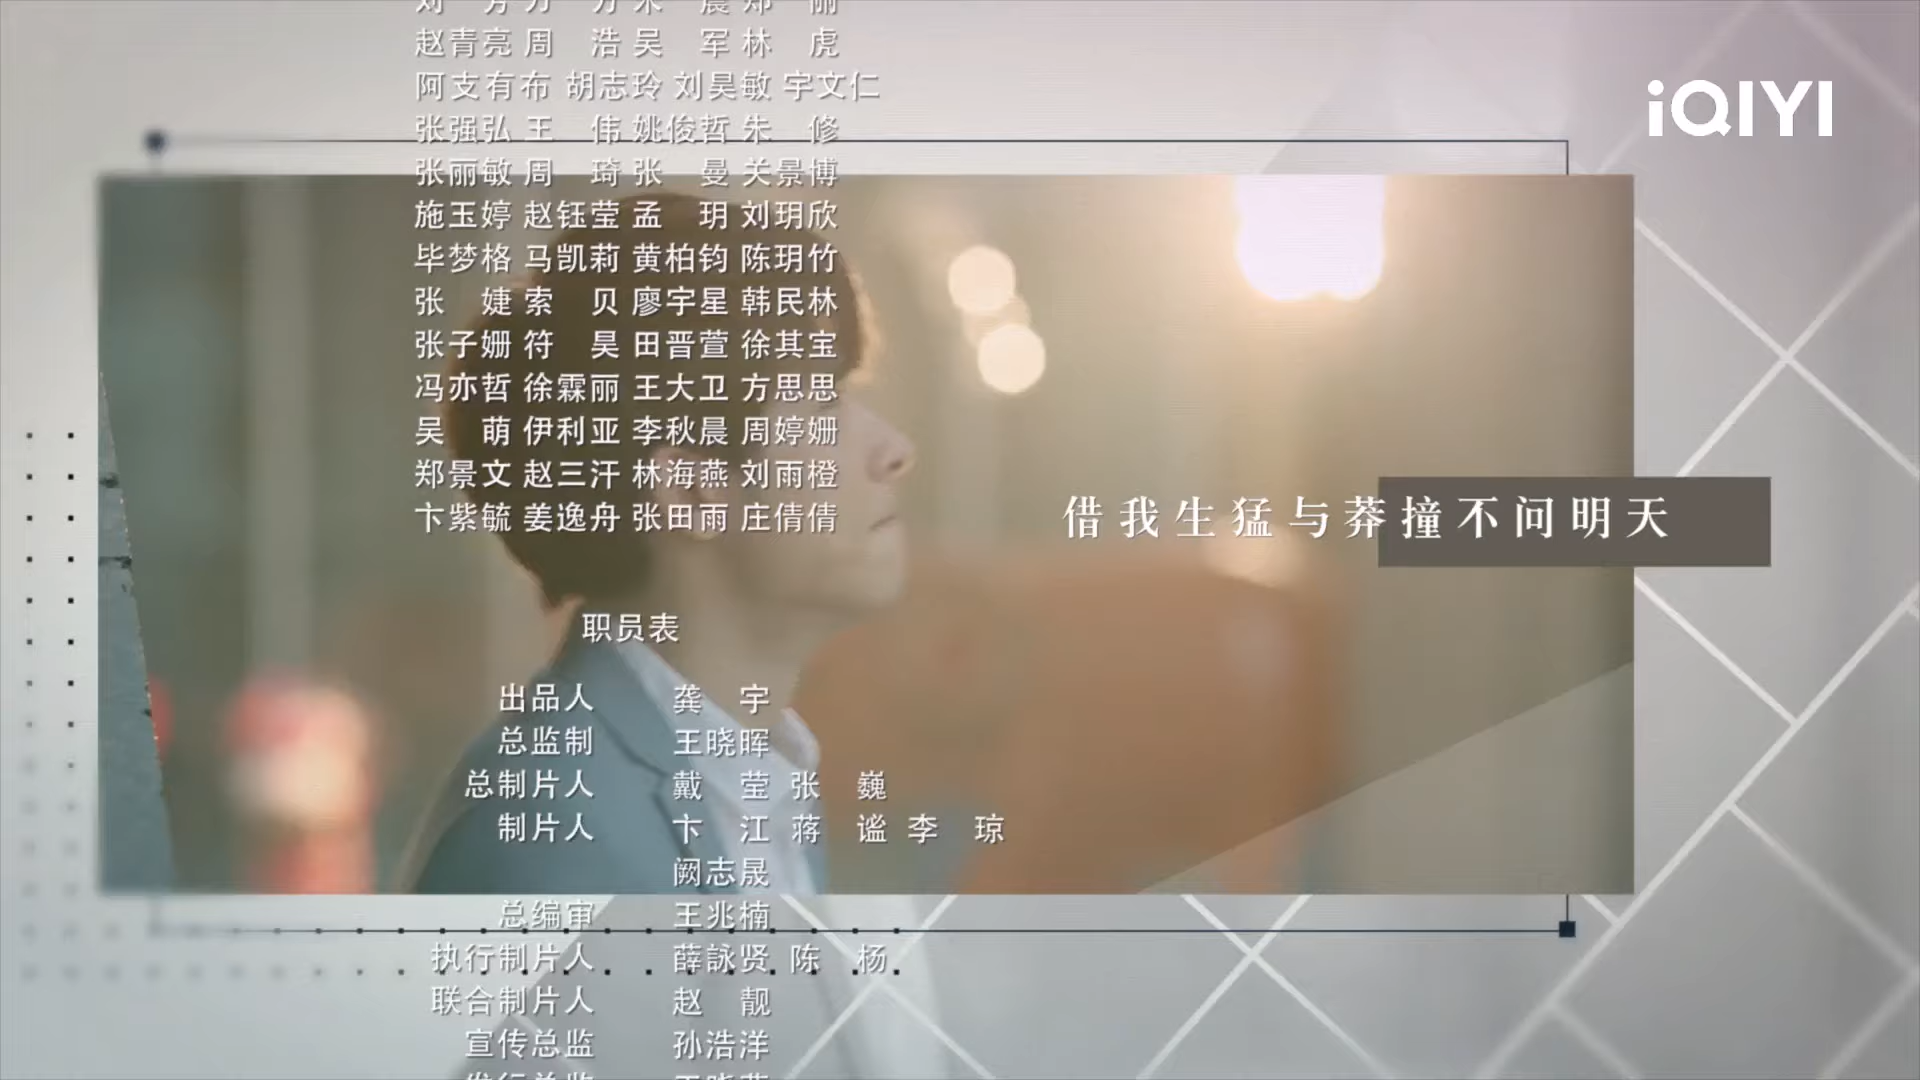 赵青亮 周 浩 吴 军 林 虎
阿支有布 胡志玲 刘昊敏 宇文仁
iQIYI
张强弘 王 伟 姚俊哲 朱 修
张丽敏 周 琦 张 曼 关景博
施玉婷 赵钰莹 孟 玥 刘玥欣
毕梦格 马凯莉 黄柏钧 陈玥竹
张 婕 索 贝 廖宇星 韩民林
张子姗 符 昊 田晋萱 徐其宝
冯亦哲 徐霖丽 王大卫 方思思
吴 萌 伊利亚 李秋晨 周婷姗
郑景文 赵三汗 林海燕 刘雨橙
卞紫毓 姜逸舟 张田雨 庄倩倩
借我生猛与莽撞不问明天
职员表
出品人 龚 宇
总监制 王晓晖
总制片人 戴 莹 张 巍
制片人 卞 江 蒋 谧 李 琼
阙志晟
总编审 王兆楠
执行制片人 薛詠贤 陈 杨
联合制片人 赵 靓
宣传总监 孙浩洋